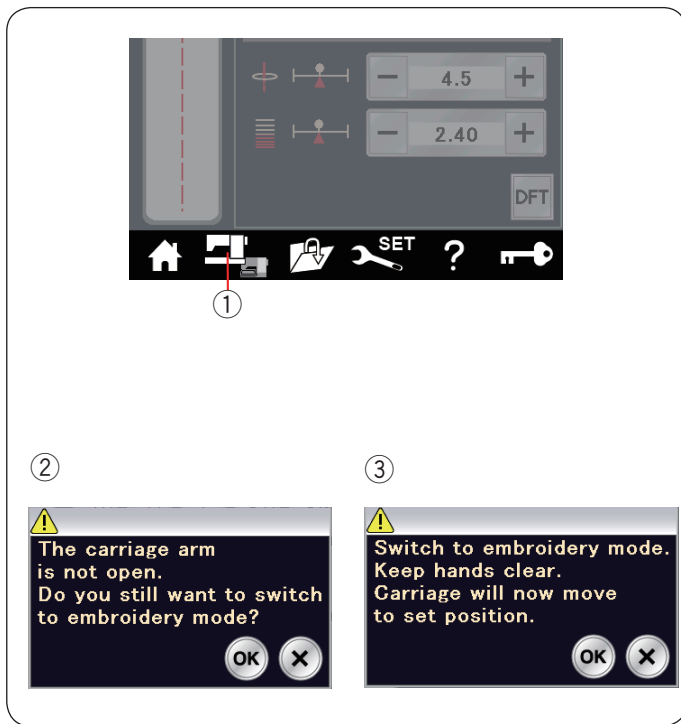 4.5
2.40
DFT
SET ?
①
②
The carriage arm
is not open.
Do you still want to switch
to embroidery mode?
OK X
③
Switch to embroidery mode.
Keep hands clear.
Carriage will now move
to set position.
OK X